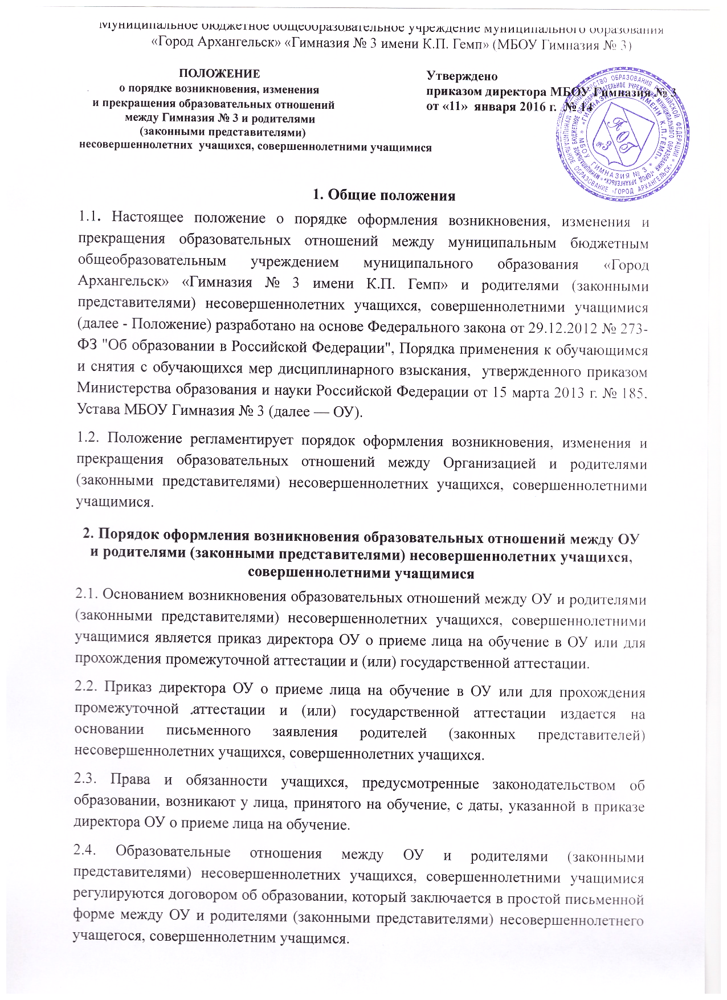 Муниципальное бюджетное общеобразовательное учреждение муниципального образования
«Город Архангельск» «Гимназия № 3 имени К.П. Гемп» (МБОУ Гимназия № 3)
ПОЛОЖЕНИЕ
о порядке возникновения, изменения
и прекращения образовательных отношений
между Гимназия № 3 и родителями
(законными представителями)
несовершеннолетних учащихся, совершеннолетними учащимися
Утверждено
приказом директора МБОУ Гимназия № 3
от «11» января 2016 г. № 14
1. Общие положения
1.1. Настоящее положение о порядке оформления возникновения, изменения и
прекращения образовательных отношений между муниципальным бюджетным
общеобразовательным учреждением муниципального образования «Город
Архангельск» «Гимназия № 3 имени К.П. Гемп» и родителями (законными
представителями) несовершеннолетних учащихся, совершеннолетними учащимися
(далее - Положение) разработано на основе Федерального закона от 29.12.2012 № 273-
ФЗ "Об образовании в Российской Федерации", Порядка применения к обучающимся
и снятия с обучающихся мер дисциплинарного взыскания, утвержденного приказом
Министерства образования и науки Российской Федерации от 15 марта 2013 г. № 185.
Устава МБОУ Гимназия № 3 (далее — ОУ).
1.2. Положение регламентирует порядок оформления возникновения, изменения и
прекращения образовательных отношений между Организацией и родителями
(законными представителями) несовершеннолетних учащихся, совершеннолетними
учащимися.
2. Порядок оформления возникновения образовательных отношений между ОУ
и родителями (законными представителями) несовершеннолетних учащихся,
совершеннолетними учащимися
2.1. Основанием возникновения образовательных отношений между ОУ и родителями
(законными представителями) несовершеннолетних учащихся, совершеннолетними
учащимися является приказ директора ОУ о приеме лица на обучение в ОУ или для
прохождения промежуточной аттестации и (или) государственной аттестации.
2.2. Приказ директора ОУ о приеме лица на обучение в ОУ или для прохождения
промежуточной аттестации и (или) государственной аттестации издается на
основании письменного заявления родителей (законных представителей)
несовершеннолетних учащихся, совершеннолетних учащихся.
2.3. Права и обязанности учащихся, предусмотренные законодательством об
образовании, возникают у лица, принятого на обучение, с даты, указанной в приказе
директора ОУ о приеме лица на обучение.
2.4. Образовательные отношения между ОУ и родителями (законными
представителями) несовершеннолетних учащихся, совершеннолетними учащимися
регулируются договором об образовании, который заключается в простой письменной
форме между ОУ и родителями (законными представителями) несовершеннолетнего
учащегося, совершеннолетним учащимся.